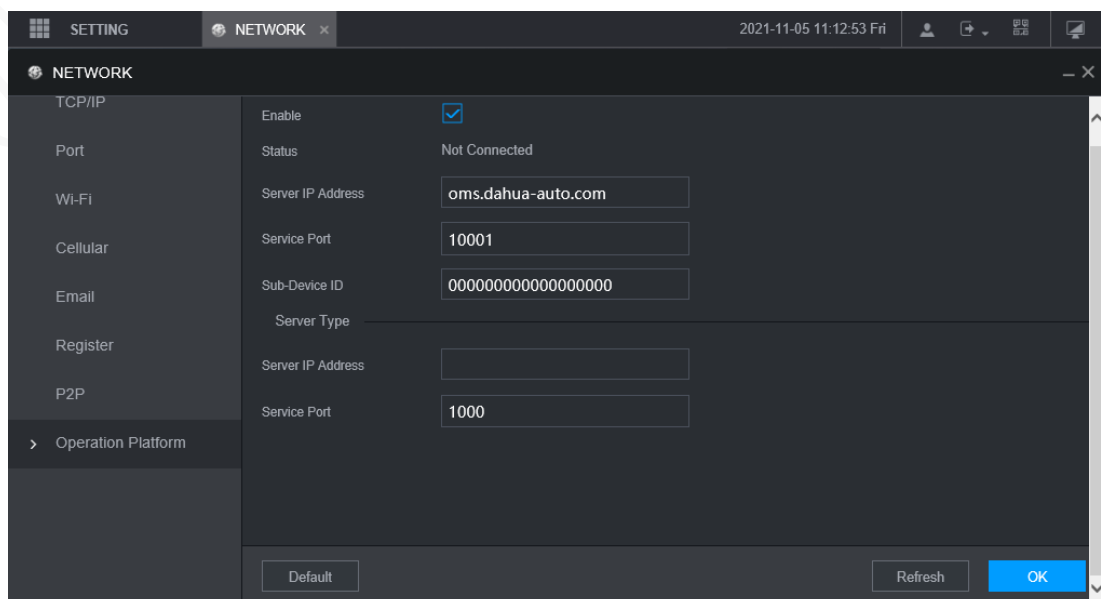 SETTING NETWORK × 2021-11-05 11:12:53 Fri
NETWORK
TCP/IP
Port
Wi-Fi
Cellular
Email
Register
P2P
Operation Platform
Enable
Status Not Connected
Server IP Address oms.dahua-auto.com
Service Port 10001
Sub-Device ID 000000000000000000
Server Type
Server IP Address
Service Port 1000
Default Refresh OK